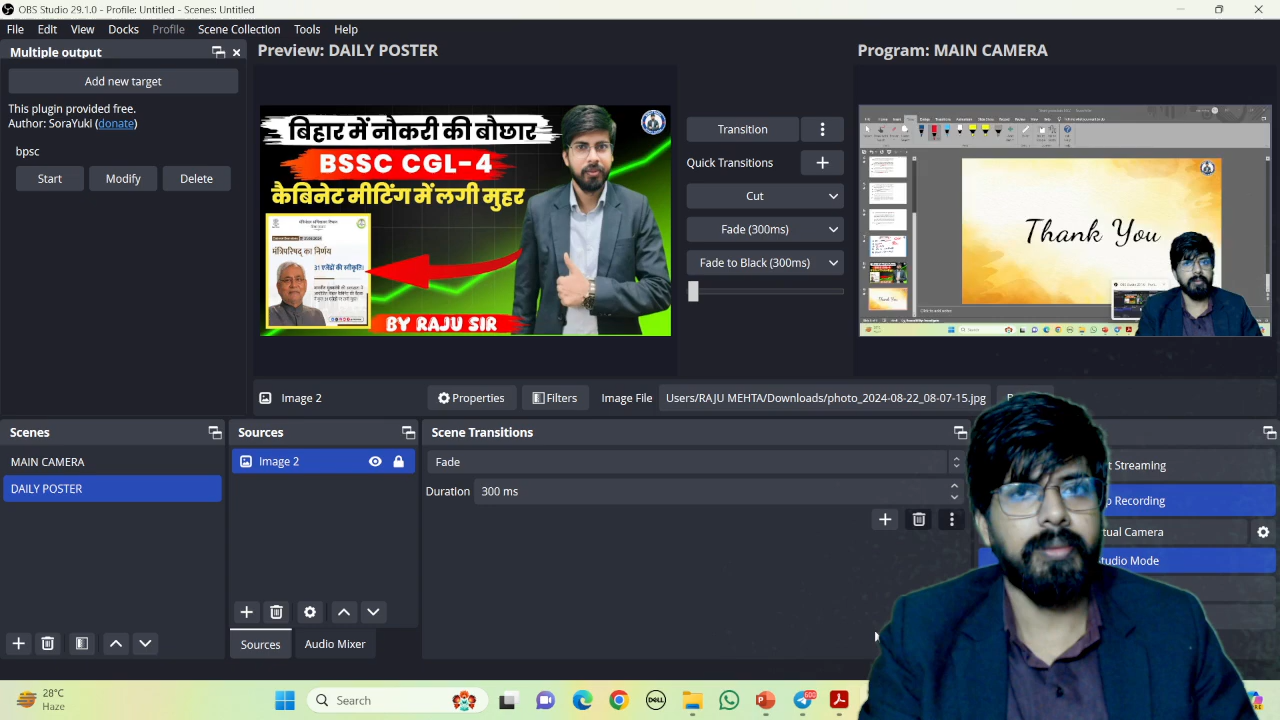 OBS Studio 29.1.0 - Profile: Untitled - Scenes: Untitled
File Edit View Docks Profile Scene Collection Tools Help
Multiple output
Add new target
This plugin provided free.
Author: SoraYuki (donate)
bpsc
Start Modify Delete
Preview: DAILY POSTER
बिहार में नौकरी की बौछार
BSSC CGL-4
कैबिनेट मीटिंग में लगी मुहर
मंत्रिपरिषद् का निर्णय
31 एजेंडों की स्वीकृति
BY RAJU SIR
Transition
Quick Transitions
Cut
Fade (300ms)
Fade to Black (300ms)
Program: MAIN CAMERA
Thank You
Image 2
Properties
Filters
Image File
Users/RAJU MEHTA/Downloads/photo_2024-08-22_08-07-15.jpg
Scenes
MAIN CAMERA
DAILY POSTER
Sources
Image 2
Sources Audio Mixer
Scene Transitions
Fade
Duration 300 ms
Streaming
Recording
Camera
Mode
28°C
Haze
Search
DELL